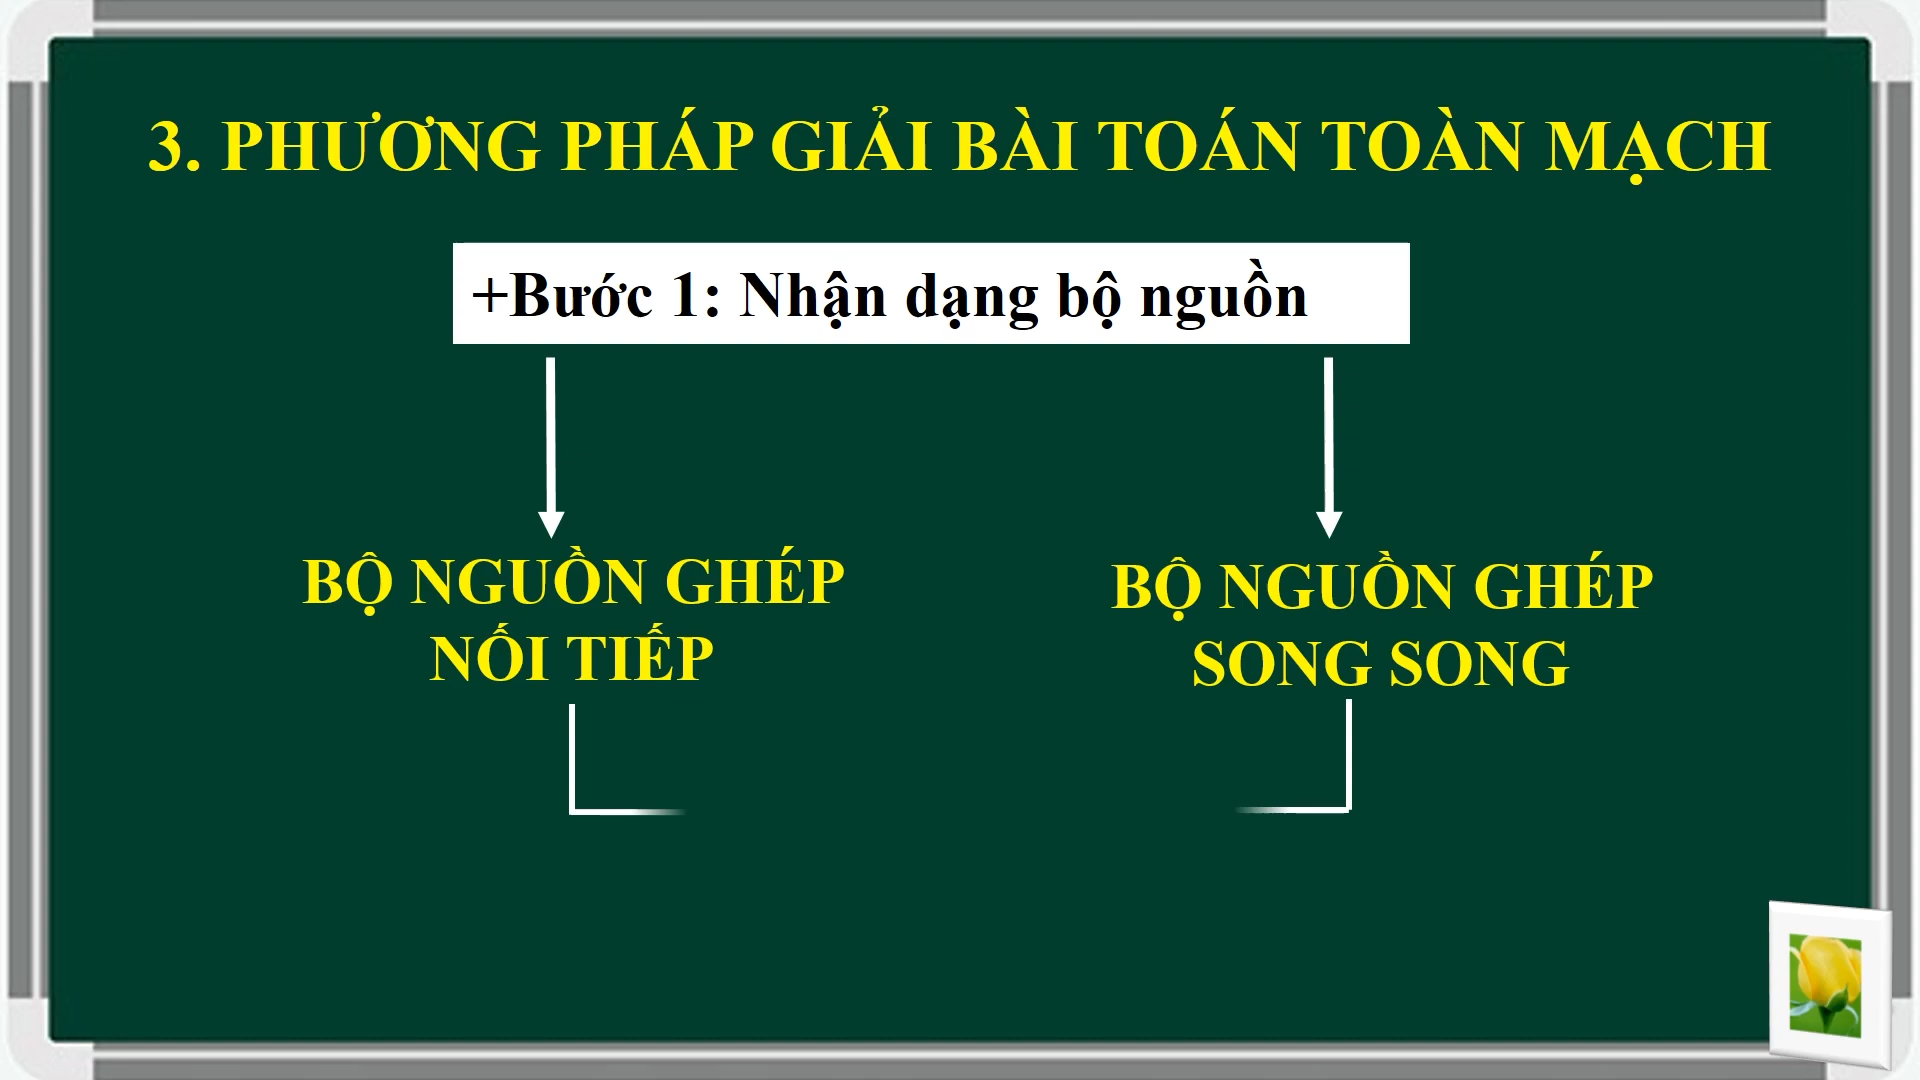 3. PHƯƠNG PHÁP GIẢI BÀI TOÁN TOÀN MẠCH
+Bước 1: Nhận dạng bộ nguồn
BỘ NGUỒN GHÉP
NỐI TIẾP
BỘ NGUỒN GHÉP
SONG SONG